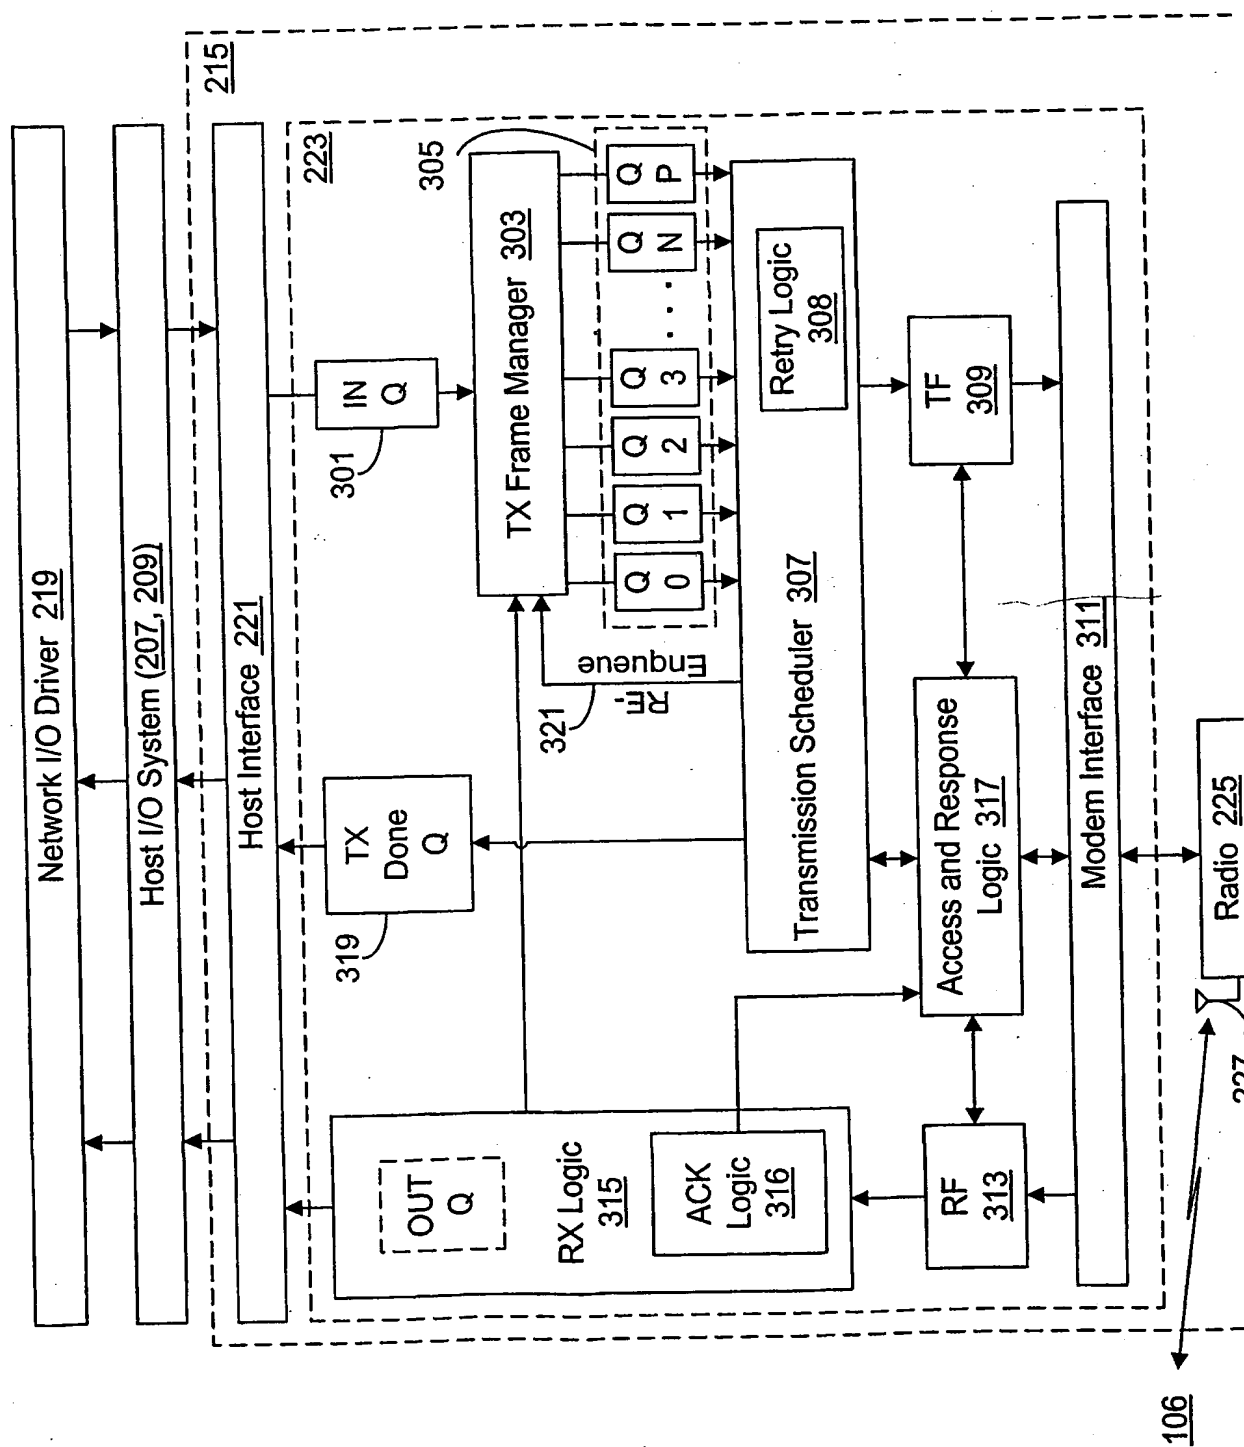 Network I/O Driver 219
Host I/O System (207, 209)
215
Host Interface 221
223
OUT
Q
RX Logic
315
ACK
Logic
316
RF
313
TX
Done
Q
319
IN
Q
301
TX Frame Manager 303
305
321
RE-
Enqueue
Q
0
Q
1
Q
2
Q
3
. . .
Q
N
Q
P
Transmission Scheduler 307
Retry Logic
308
Access and Response
Logic 317
TF
309
Modem Interface 311
Radio 225
106